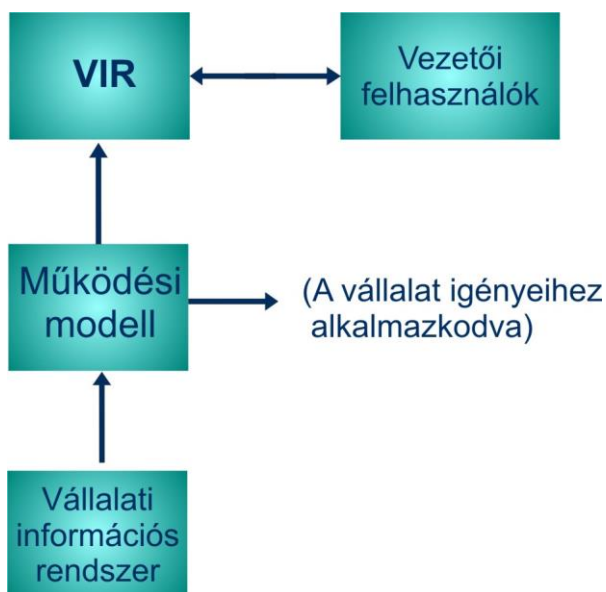 VIR
Vezetői
felhasználók
Működési
modell
(A vállalat igényeihez
alkalmazkodva)
Vállalati
információs
rendszer